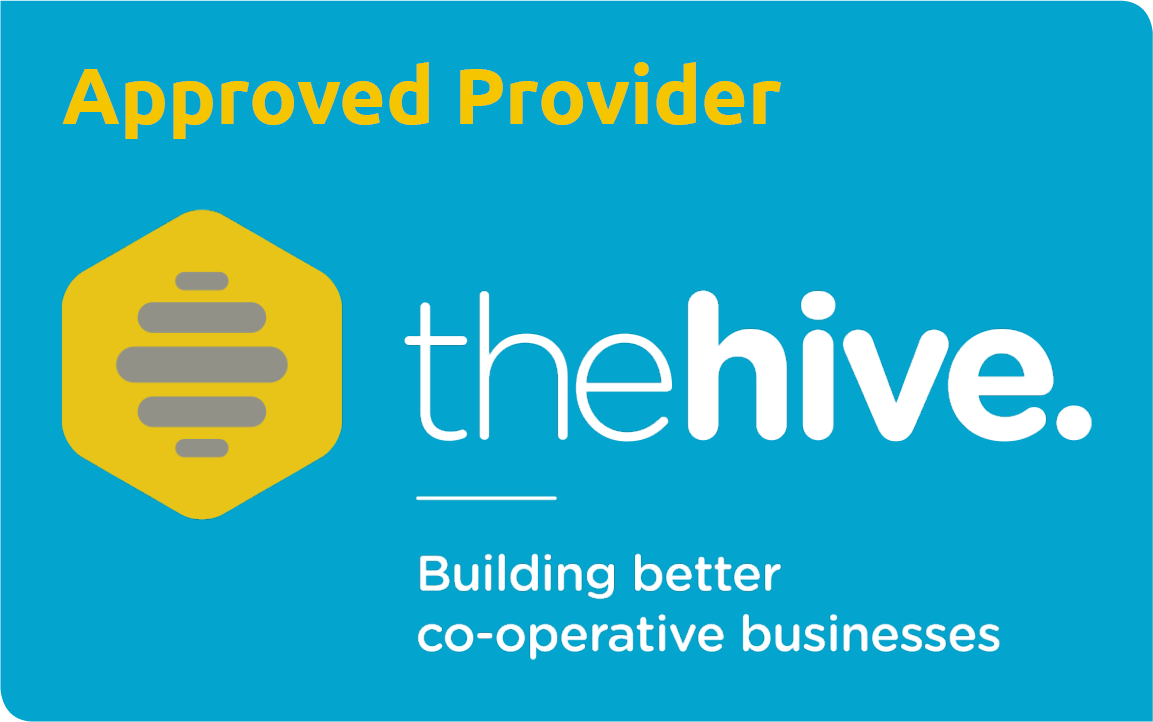 Approved Provider
thehive.
Building better
co-operative businesses